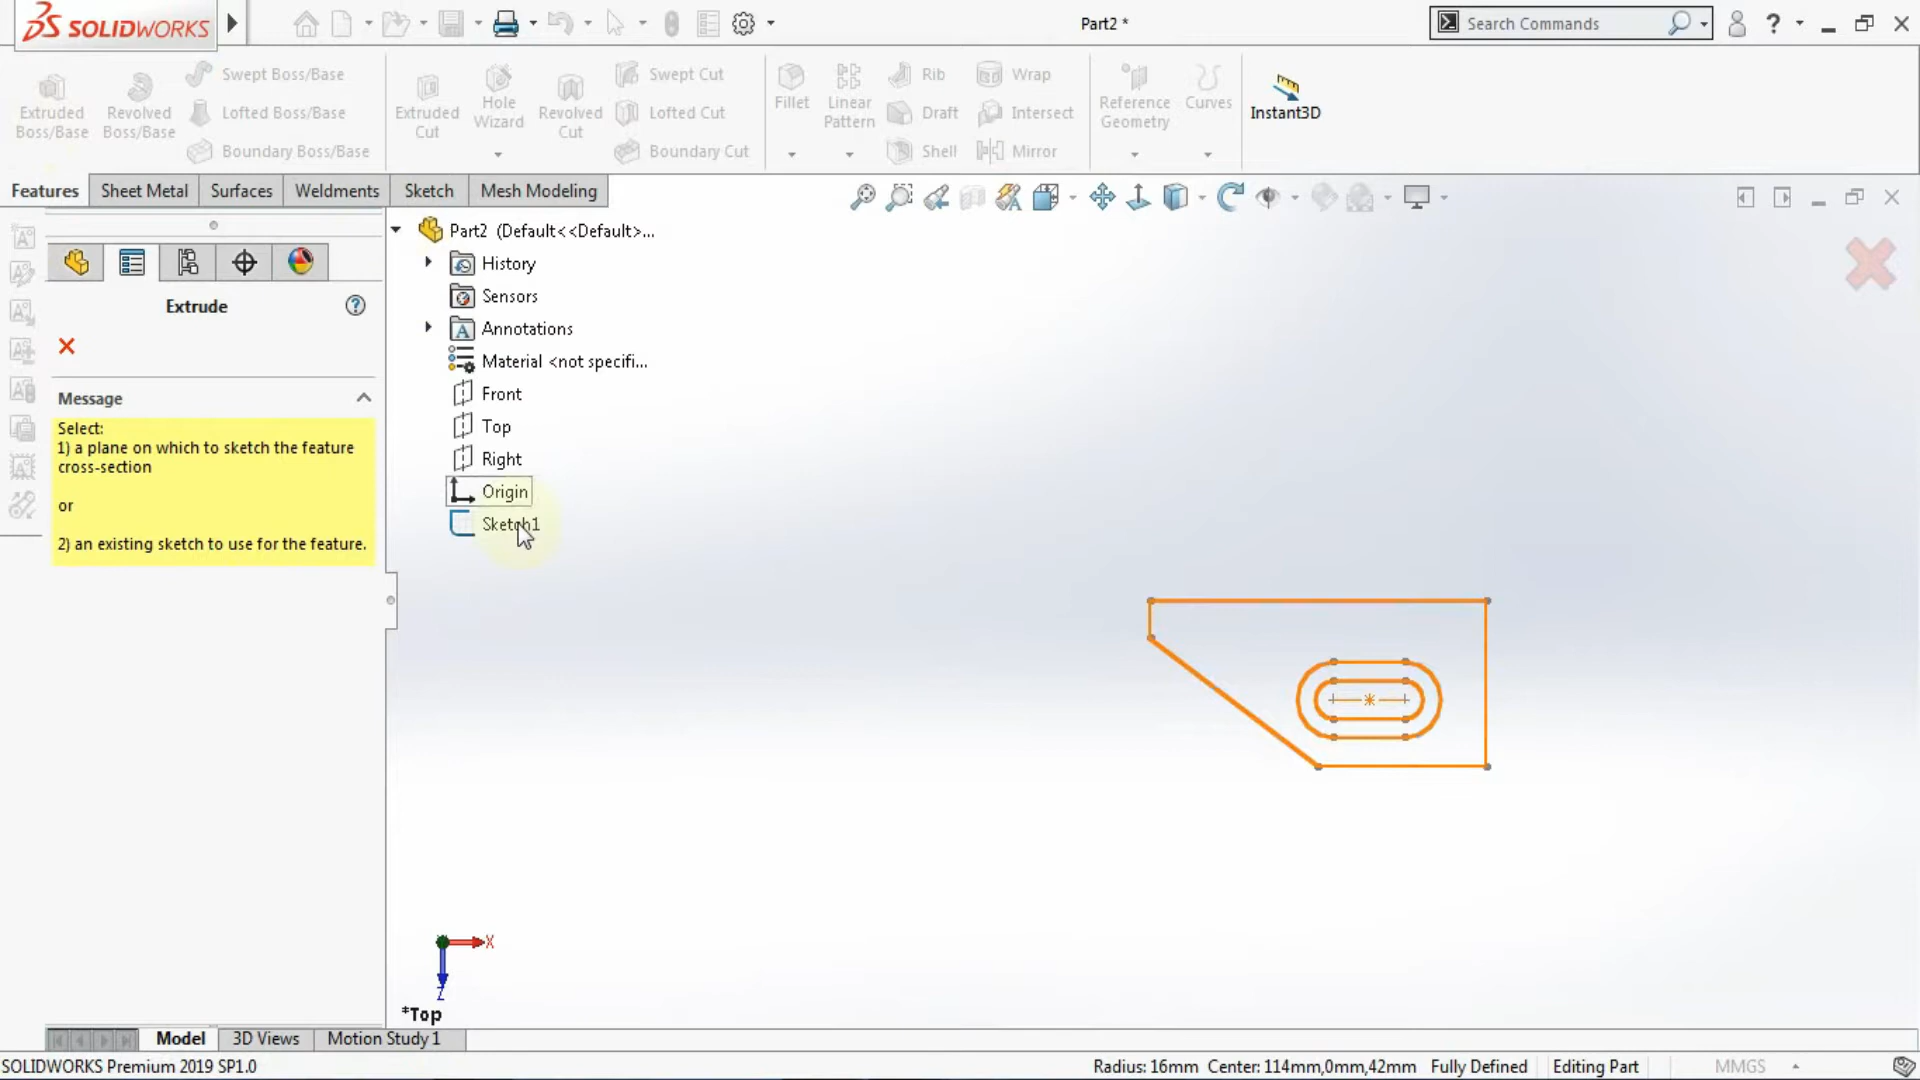 SOLIDWORKS
Part2 *
Search Commands
?
Extruded Boss/Base
Revolved Boss/Base
Swept Boss/Base
Lofted Boss/Base
Boundary Boss/Base
Extruded Cut
Hole Wizard
Revolved Cut
Swept Cut
Lofted Cut
Boundary Cut
Fillet
Linear Pattern
Rib
Draft
Shell
Wrap
Intersect
Mirror
Reference Geometry
Curves
Instant3D
Features
Sheet Metal
Surfaces
Weldments
Sketch
Mesh Modeling
Extrude
?
Message
Select:
1) a plane on which to sketch the feature
cross-section
or
2) an existing sketch to use for the feature.
Part2 (Default<<Default>...
History
Sensors
Annotations
Material <not specifi...
Front
Top
Right
Origin
Sketch1
X
Z
*Top
Model
3D Views
Motion Study 1
SOLIDWORKS Premium 2019 SP1.0
Radius: 16mm Center: 114mm,0mm,42mm
Fully Defined
Editing Part
MMGS